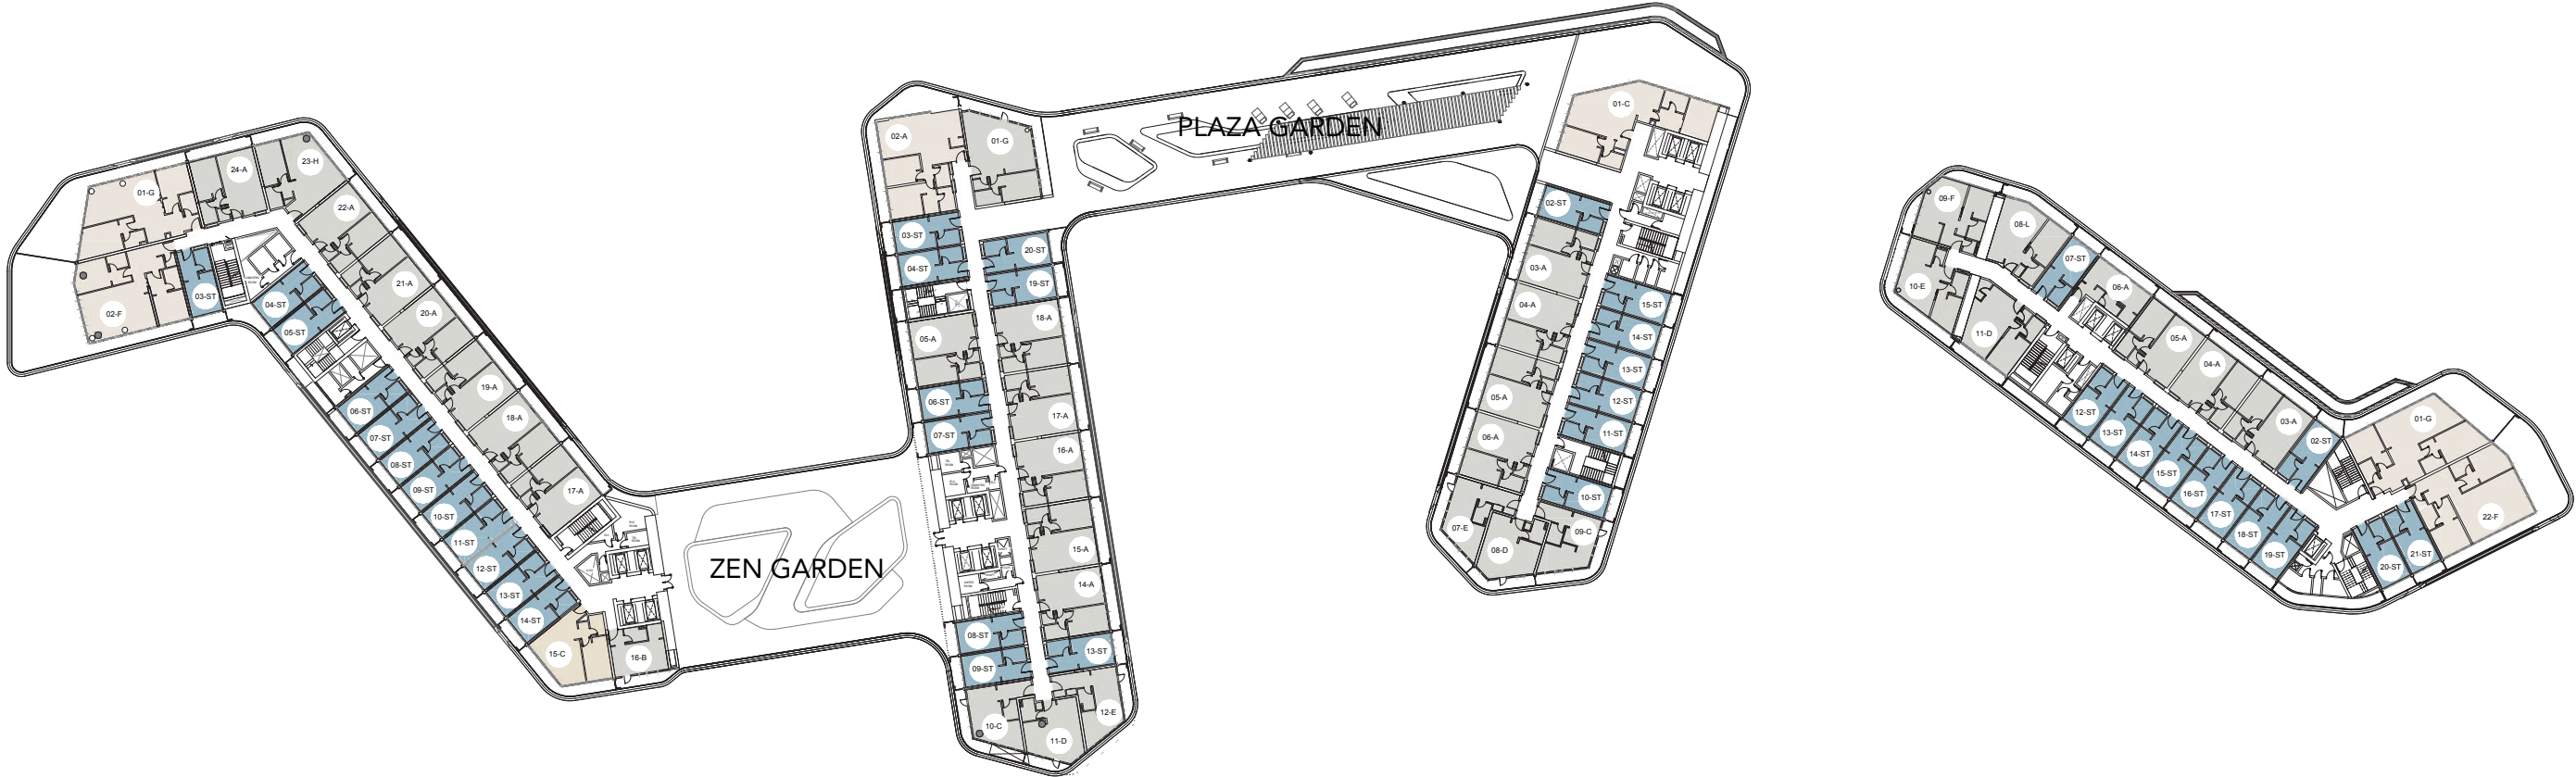 PLAZA GARDEN
ZEN GARDEN
01-G
02-F
03-ST
04-ST
05-ST
06-ST
07-ST
08-ST
09-ST
10-ST
11-ST
12-ST
13-ST
14-ST
15-C
16-B
17-A
18-A
19-A
20-A
21-A
22-A
23-H
24-A
01-G
02-A
03-ST
04-ST
05-A
06-ST
07-ST
08-ST
09-ST
10-C
11-D
12-E
13-ST
14-A
15-A
16-A
17-A
18-A
19-ST
20-ST
01-C
02-ST
03-A
04-A
05-A
06-A
07-E
08-D
09-C
10-ST
11-ST
12-ST
13-ST
14-ST
15-ST
01-G
02-ST
03-A
04-A
05-A
06-A
07-ST
08-L
09-F
10-E
11-D
12-ST
13-ST
14-ST
15-ST
16-ST
17-ST
18-ST
19-ST
20-ST
21-ST
22-F